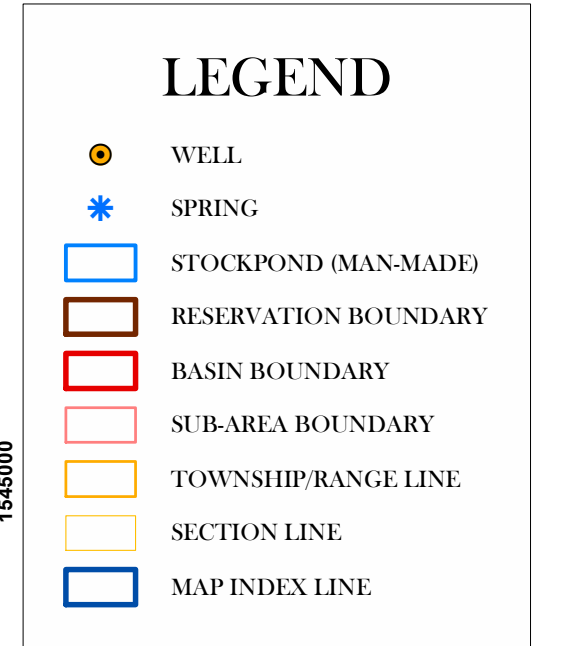 LEGEND
WELL
SPRING
STOCKPOND (MAN-MADE)
RESERVATION BOUNDARY
BASIN BOUNDARY
SUB-AREA BOUNDARY
TOWNSHIP/RANGE LINE
SECTION LINE
MAP INDEX LINE
1545000